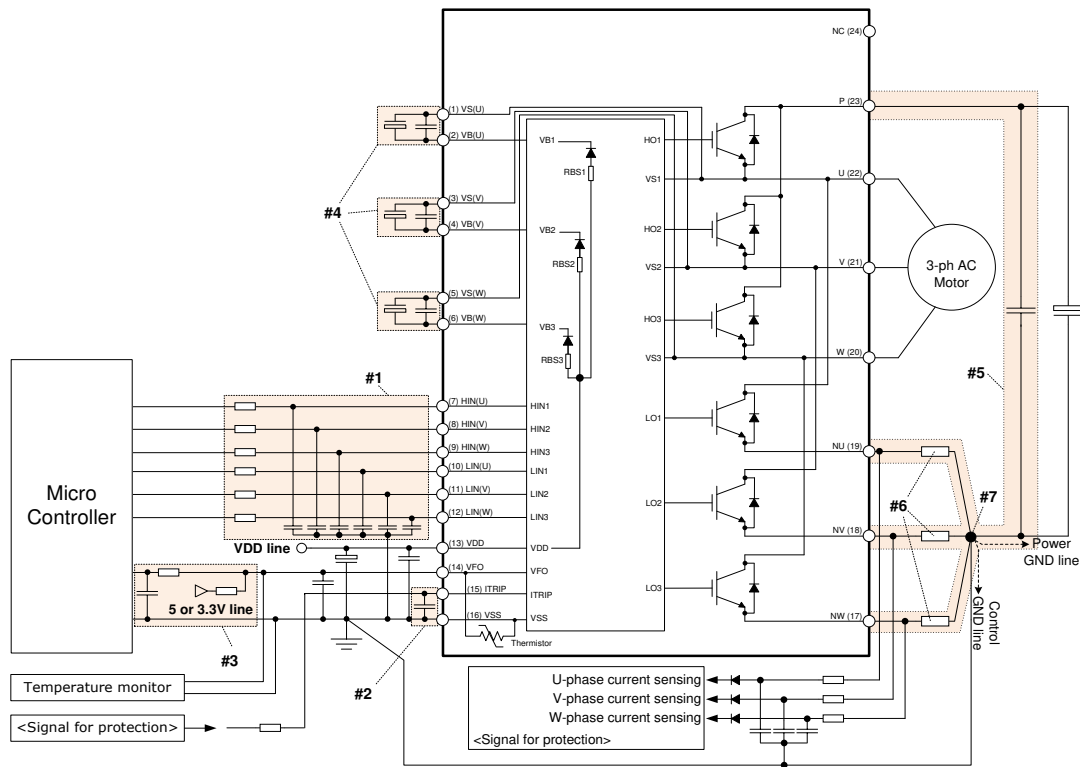 NC (24)
P (23)
(1) VS(U)
(2) VB(U)
VB1
RBS1
HO1
VS1
U (22)
#4
(3) VS(V)
(4) VB(V)
VB2
RBS2
HO2
VS2
V (21)
3-ph AC
Motor
(5) VS(W)
(6) VB(W)
VB3
RBS3
HO3
VS3
W (20)
#5
#1
Micro
Controller
(7) HIN(U)
HIN1
(8) HIN(V)
HIN2
(9) HIN(W)
HIN3
(10) LIN(U)
LIN1
(11) LIN(V)
LIN2
(12) LIN(W)
LIN3
LO1
NU (19)
#6
#7
LO2
NV (18)
Power
GND line
Control
GND line
VDD line
(13) VDD
VDD
(14) VFO
VFO
5 or 3.3V line
(15) ITRIP
ITRIP
LO3
(16) VSS
VSS
NW (17)
Thermistor
#3
#2
Temperature monitor
<Signal for protection>
U-phase current sensing
V-phase current sensing
W-phase current sensing
<Signal for protection>